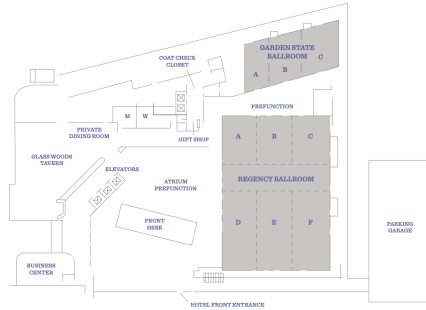 GARDEN STATE
BALLROOM
A
B
C
COAT CHECK
CLOSET
PREFUNCTION
M
W
PRIVATE
DINING ROOM
GIFT SHOP
A
B
C
GLASS WOODS
TAVERN
ELEVATORS
ATRIUM
PREFUNCTION
REGENCY BALLROOM
FRONT
DESK
D
E
F
PARKING
GARAGE
BUSINESS
CENTER
HOTEL FRONT ENTRANCE